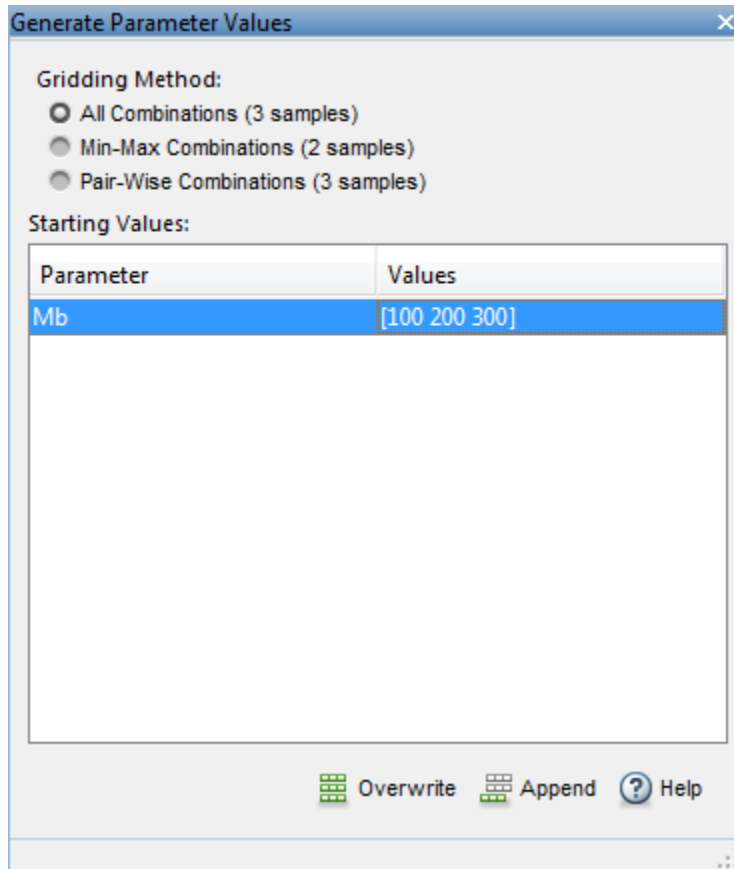 Generate Parameter Values
Gridding Method:
All Combinations (3 samples)
Min-Max Combinations (2 samples)
Pair-Wise Combinations (3 samples)
Starting Values:
Parameter Values
Mb [100 200 300]
Overwrite Append Help